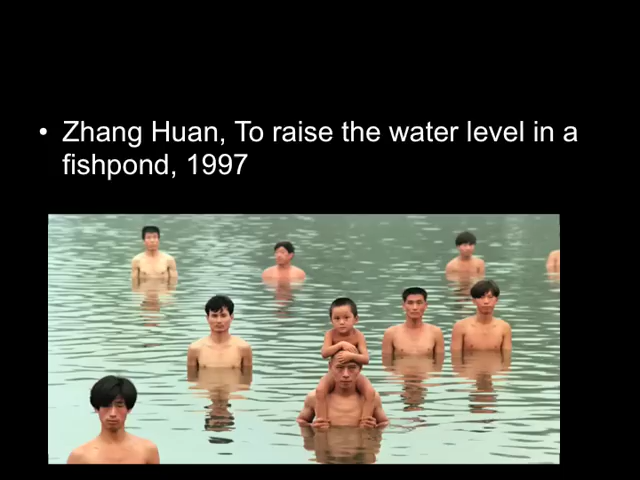 • Zhang Huan, To raise the water level in a
fishpond, 1997